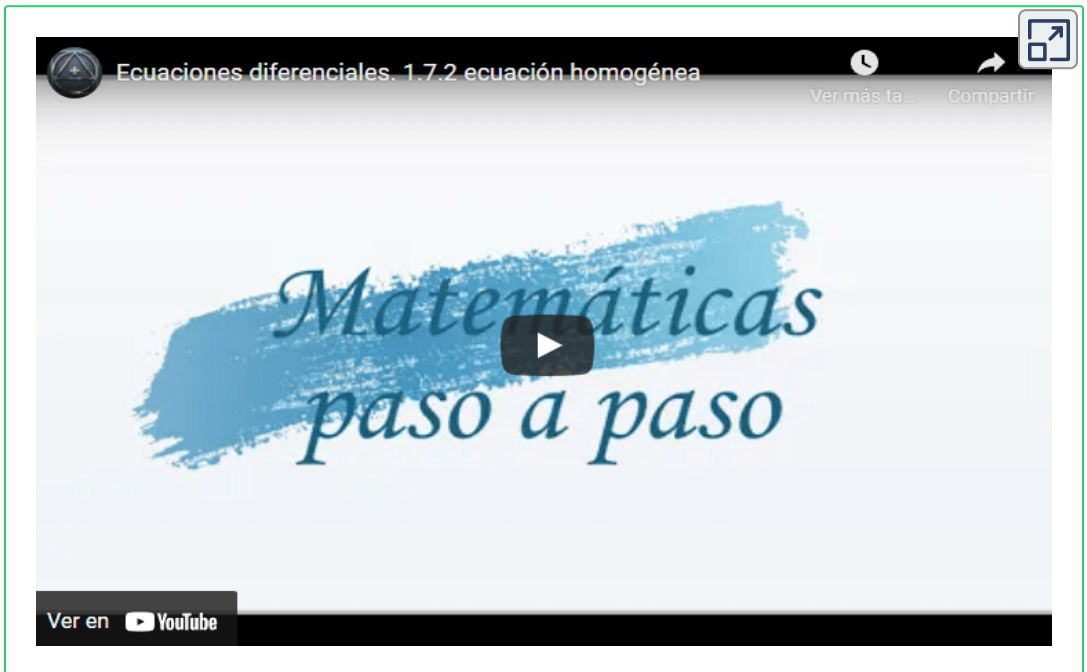 Ecuaciones diferenciales. 1.7.2 ecuación homogénea
Ver más ta... Compartir
Matemáticas
paso a paso
Ver en YouTube